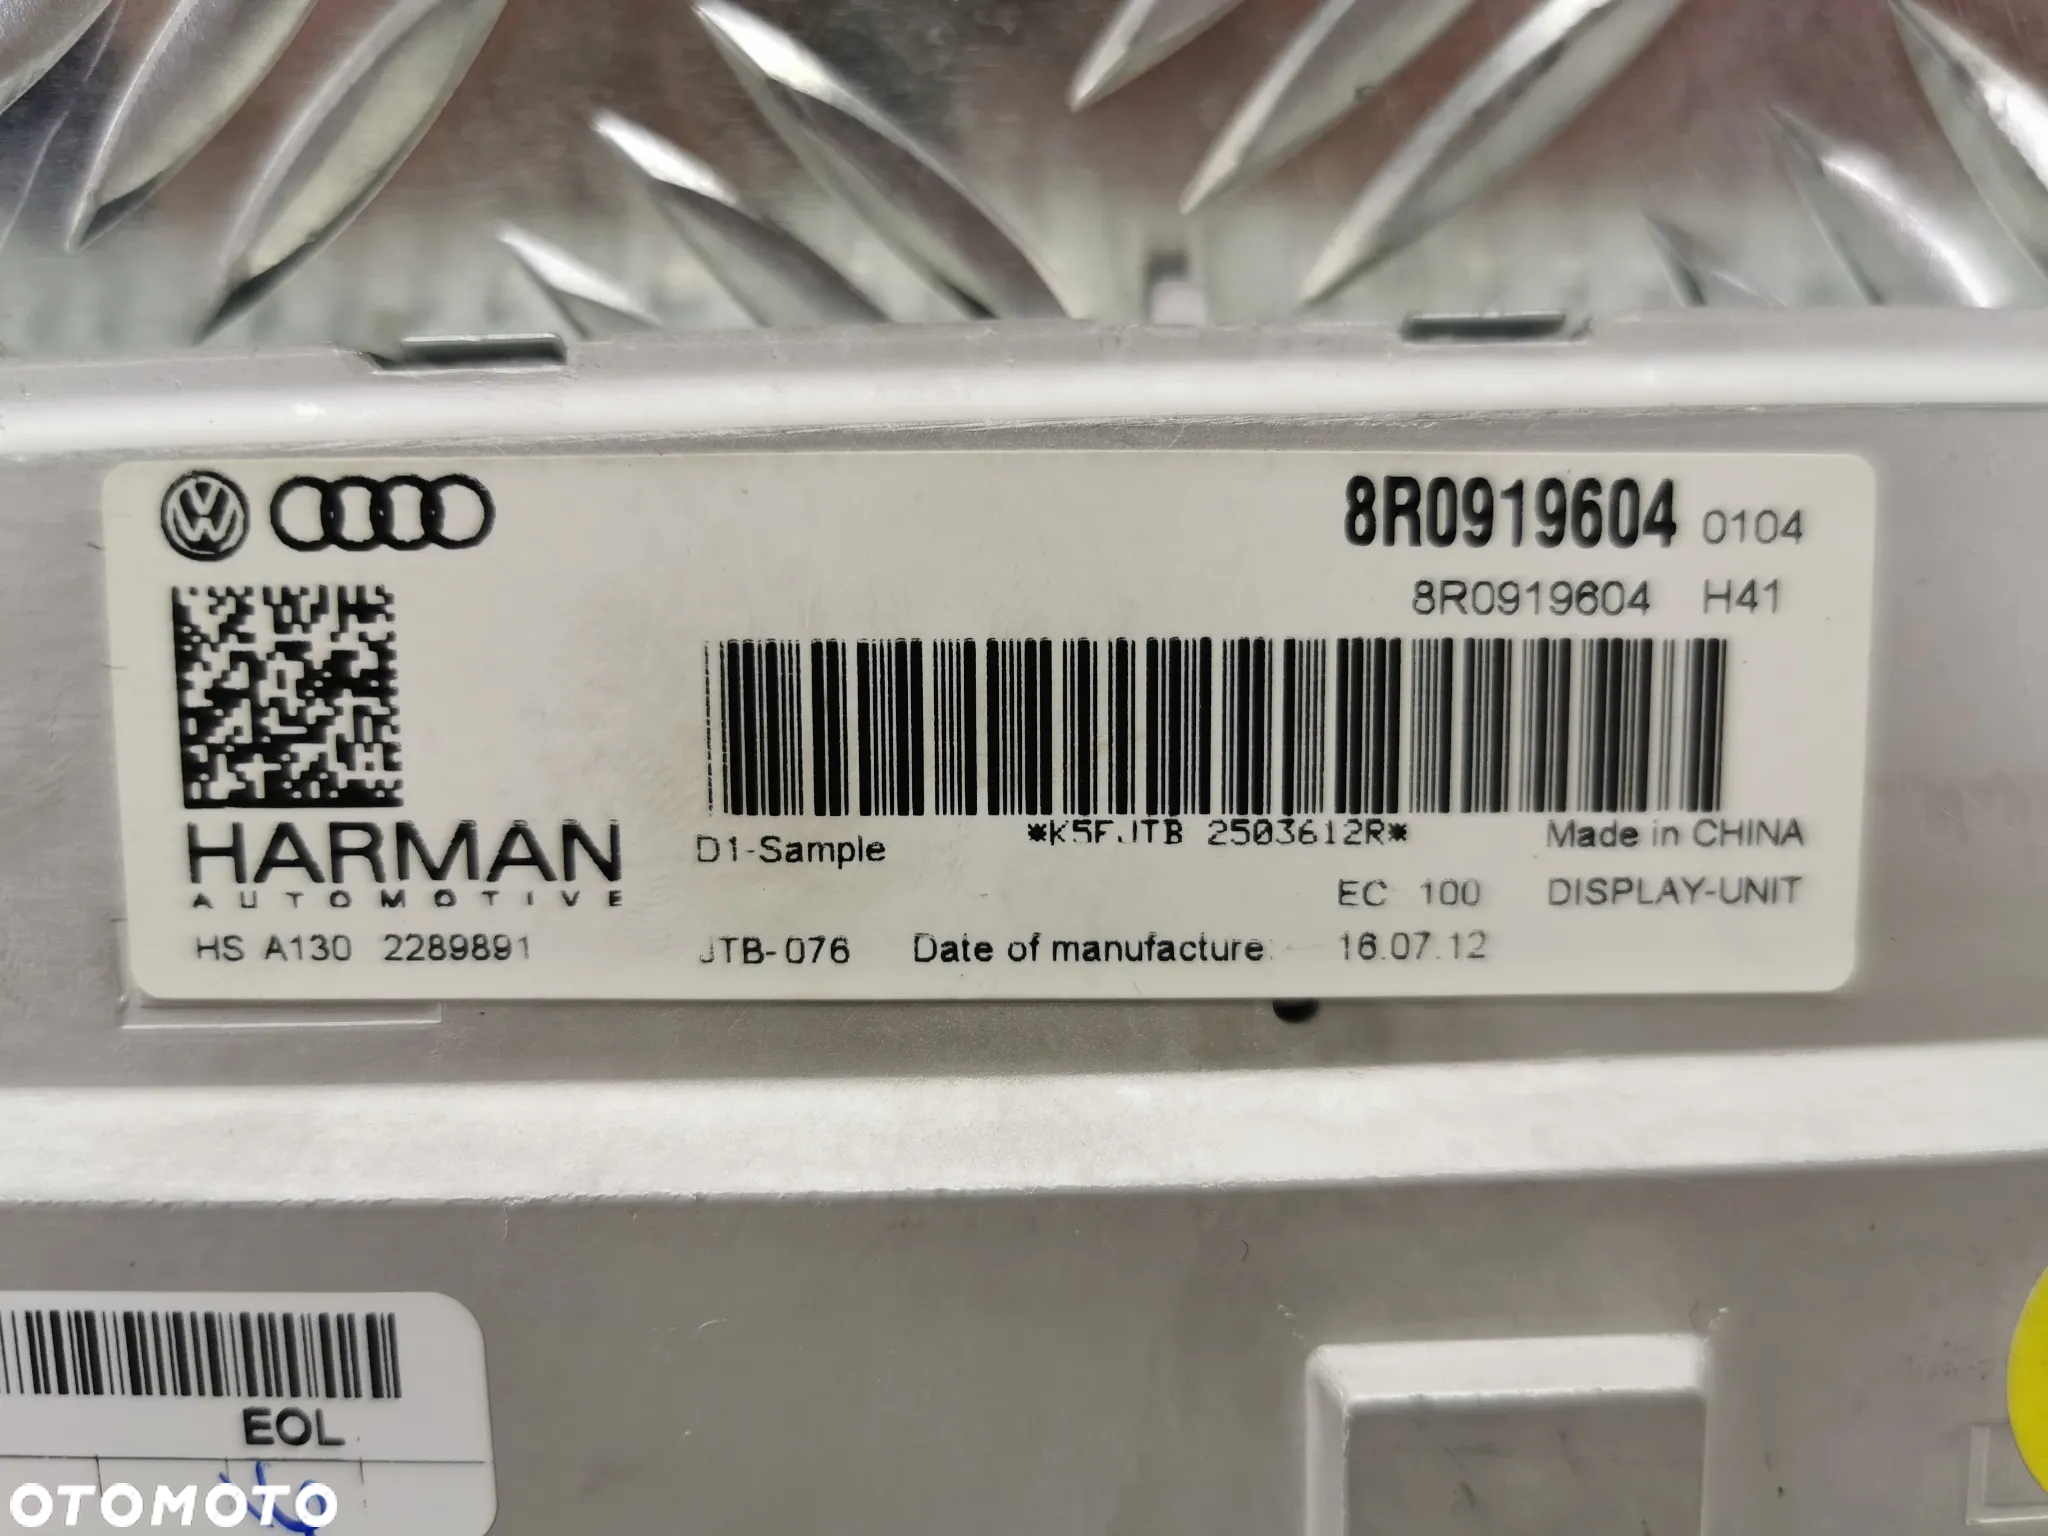 8R0919604 0104
8R0919604 H41
HARMAN
AUTOMOTIVE
D1-Sample
*K5FJTB 2503612R*
Made in CHINA
EC 100
DISPLAY-UNIT
HS A130 2289891
JTB-076
Date of manufacture:
16.07.12
EOL
OTOMOTO